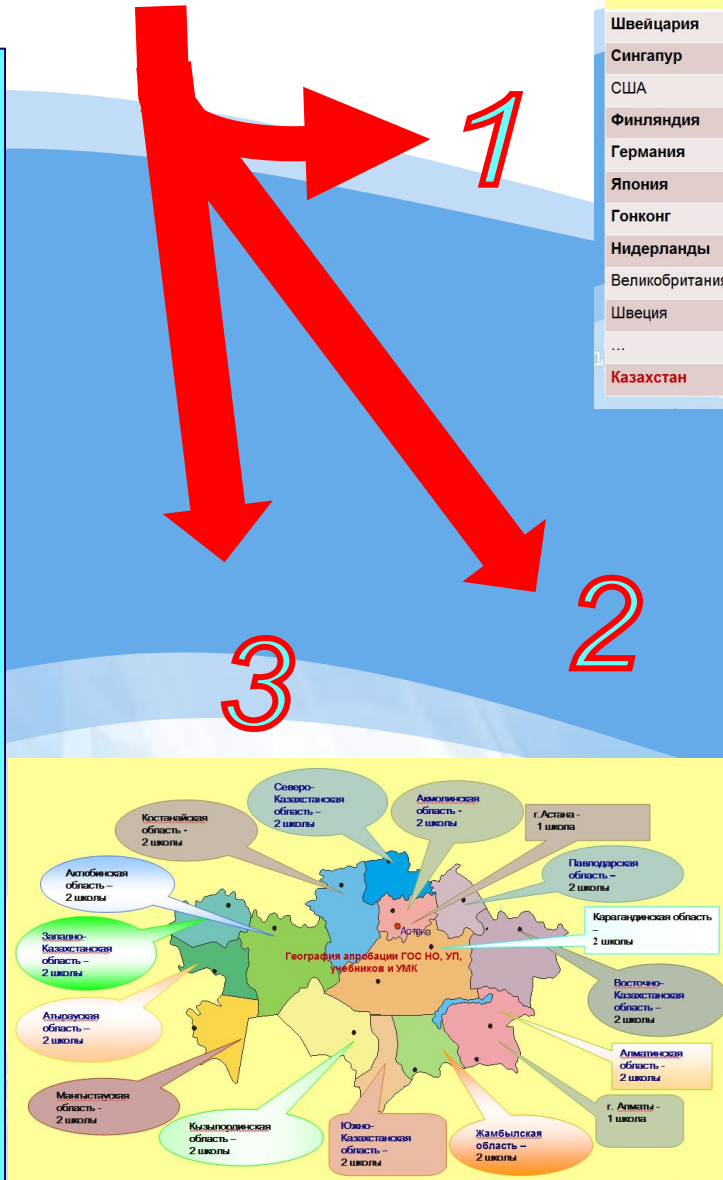 Швейцария
Сингапур
США
Финляндия
Германия
Япония
Гонконг
Нидерланды
Великобритания
Швеция
...
Казахстан
1
2
3
Северо-
Казахстанская
область –
2 школы
Акмолинская
область -
2 школы
г.Астана -
1 школа
Костанайская
область -
2 школы
Павлодарская
область –
2 школы
Актюбинская
область –
2 школы
Карагандинская область
–
2 школы
Западно-
Казахстанская
область –
2 школы
Астана
География апробации ГОС НО, УП,
учебников и УМК
Восточно-
Казахстанская
область –
2 школы
Атырауская
область –
2 школы
Алматинская
область -
2 школы
Мангыстауская
область -
2 школы
г. Алматы -
1 школа
Кызылординская
область –
2 школы
Южно-
Казахстанская
область –
2 школы
Жамбылская
область –
2 школы